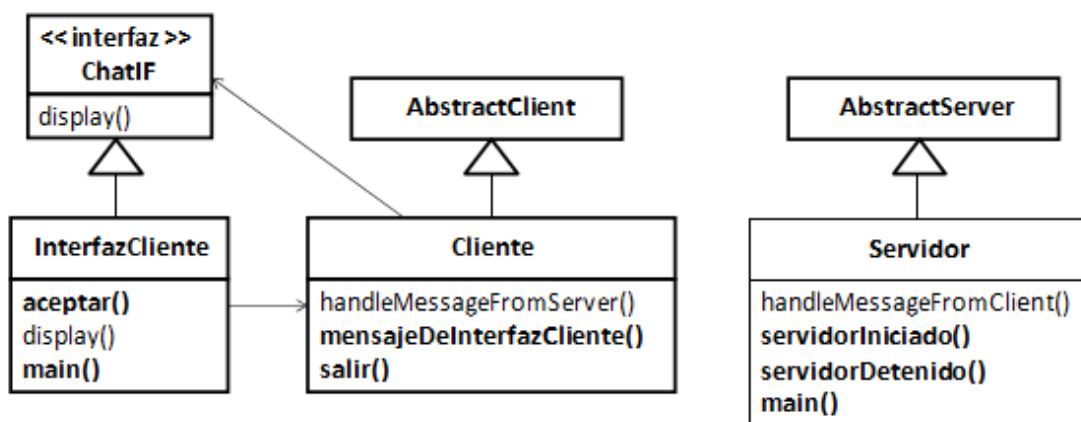 << interfaz >>
ChatIF
display()
AbstractClient
AbstractServer
InterfazCliente
aceptar()
display()
main()
Cliente
handleMessageFromServer()
mensajeDeInterfazCliente()
salir()
Servidor
handleMessageFromClient()
servidorIniciado()
servidorDetenido()
main()